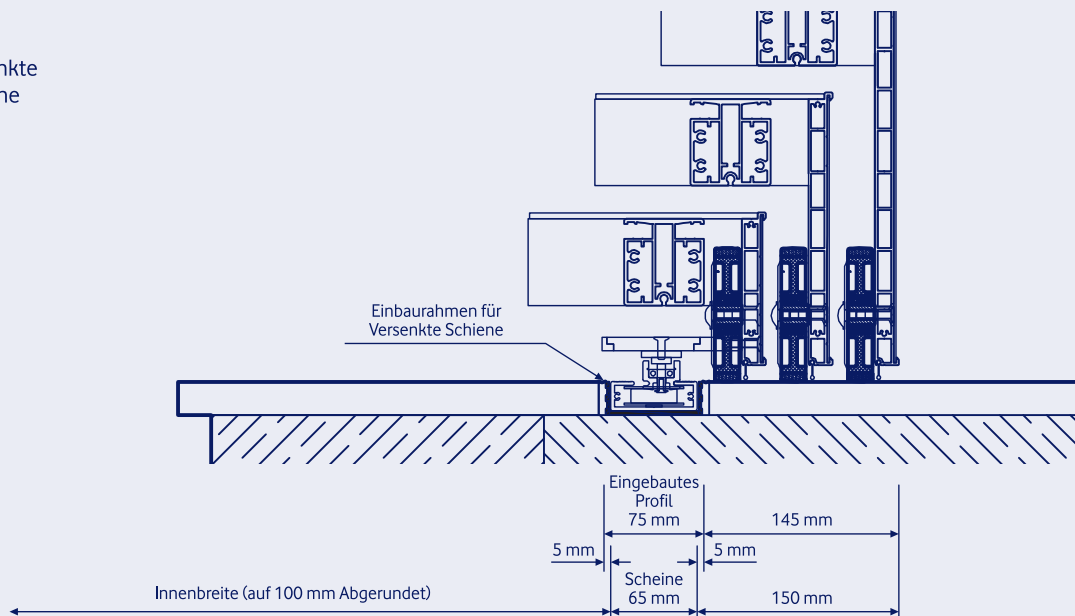 nkte
ne
Einbaurahmen für
Versenkte Schiene
Eingebautes
Profil
75 mm
145 mm
5 mm
5 mm
Innenbreite (auf 100 mm Abgerundet)
Scheine
65 mm
150 mm